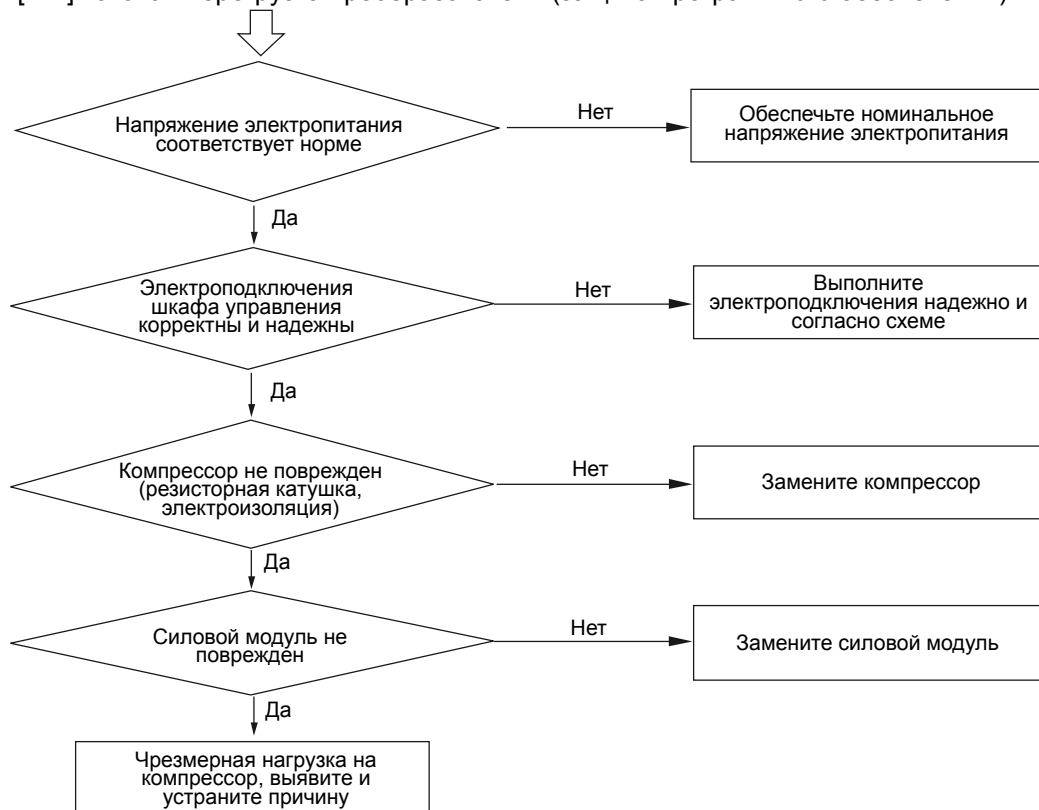 Напряжение электропитания
соответствует норме
Нет
Обеспечьте номинальное
напряжение электропитания
Да
Электроподключения
шкафа управления
корректны и надежны
Нет
Выполните
электроподключения надежно и
согласно схеме
Да
Компрессор не поврежден
(резисторная катушка,
электроизоляция)
Нет
Замените компрессор
Да
Силовой модуль не
поврежден
Нет
Замените силовой модуль
Да
Чрезмерная нагрузка на
компрессор, выявите и
устраните причину